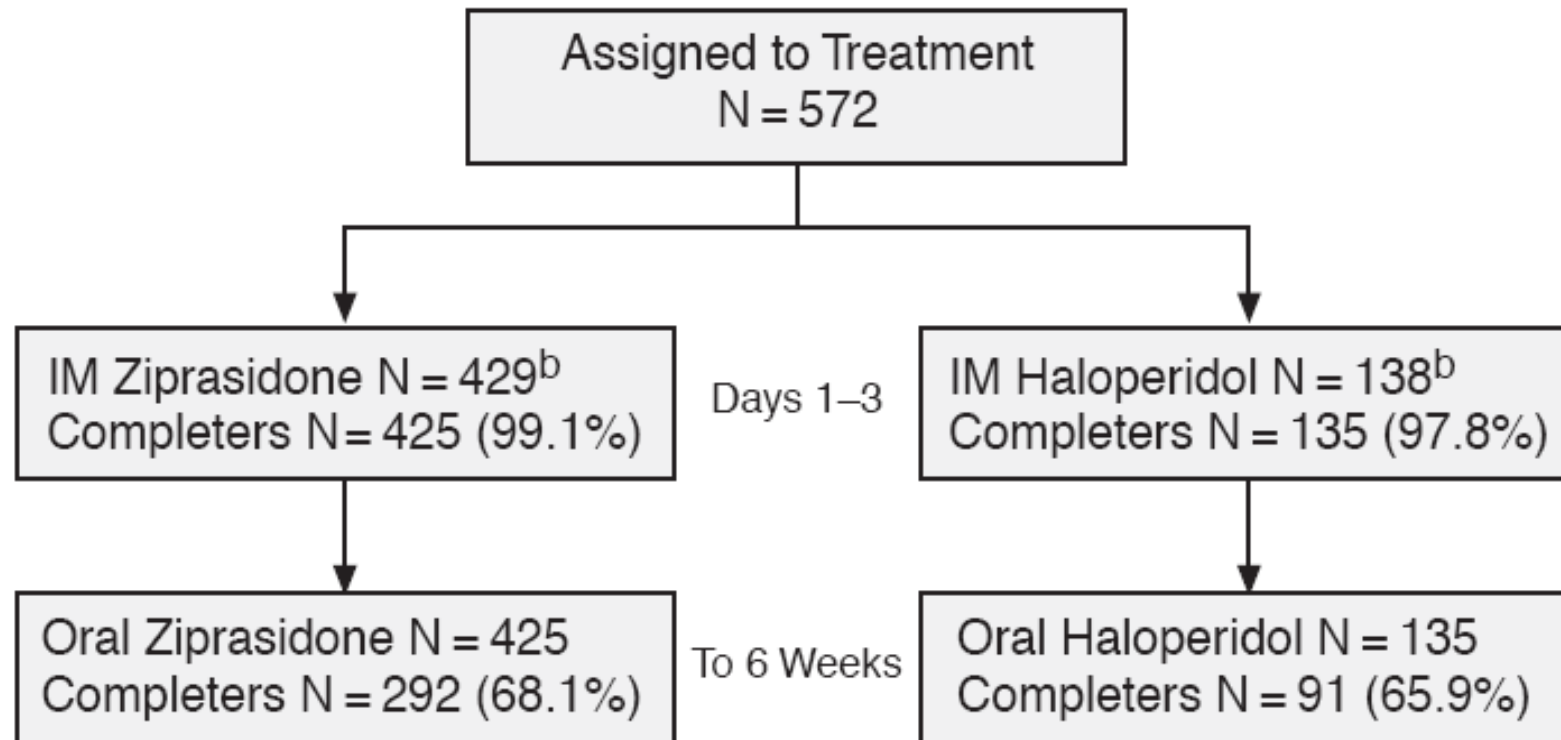 Assigned to Treatment
N = 572
IM Ziprasidone N = 429ᵇ
Completers N = 425 (99.1%)
Days 1–3
IM Haloperidol N = 138ᵇ
Completers N = 135 (97.8%)
Oral Ziprasidone N = 425
Completers N = 292 (68.1%)
To 6 Weeks
Oral Haloperidol N = 135
Completers N = 91 (65.9%)